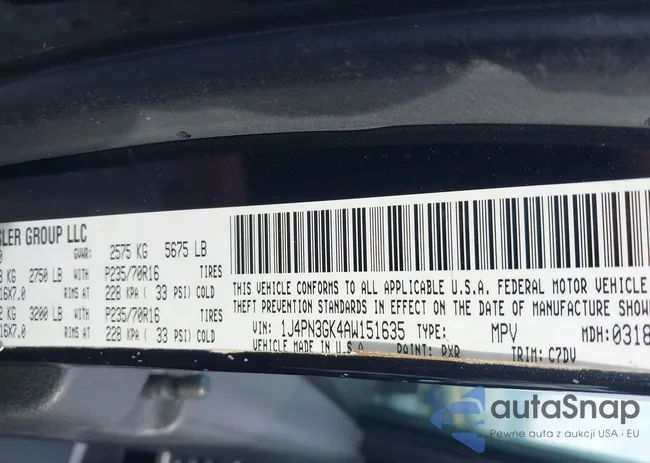 SLER GROUP LLC
0
GVWR: 2575 KG 5675 LB
KG 2750 LB WITH P235/70R16 TIRES
16X7.0 RIMS AT 228 KPA ( 33 PSI) COLD
KG 3200 LB WITH P235/70R16 TIRES
16X7.0 RIMS AT 228 KPA ( 33 PSI) COLD
THIS VEHICLE CONFORMS TO ALL APPLICABLE U.S.A. FEDERAL MOTOR VEHICLE
THEFT PREVENTION STANDARDS IN EFFECT ON THE DATE OF MANUFACTURE SHOW
VIN: 1J4PN3GK4AW151635 TYPE: MPV MDH:0318
VEHICLE MADE IN U.S.A PAINT: PXR TRIM: C7DV
autaSnap
Pewne auta z aukcji USA i EU